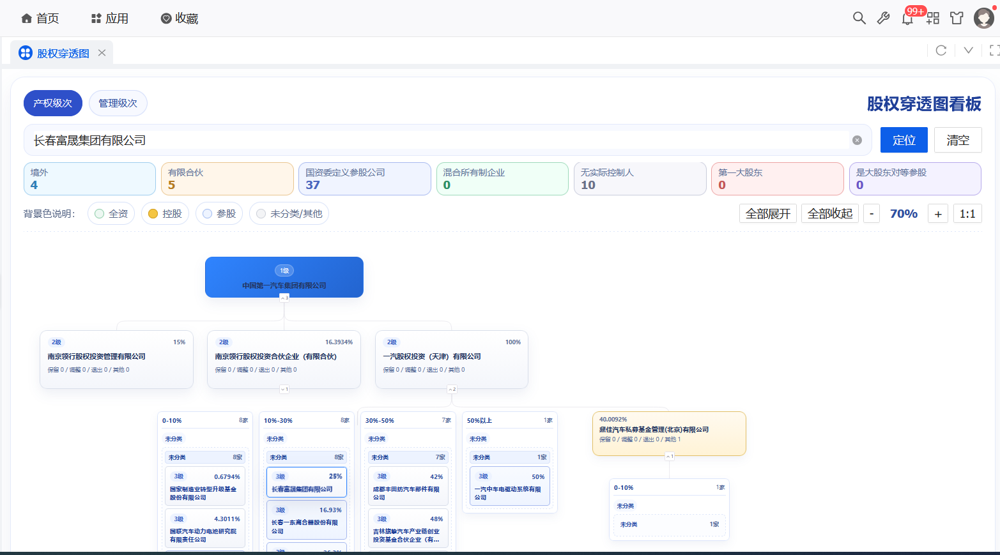 首页
应用
收藏
99+
股权穿透图
产权级次
管理级次
股权穿透图看板
长春富晟集团有限公司
定位
清空
境外
4
有限合伙
5
国资委定义参股公司
37
混合所有制企业
0
无实际控制人
10
第一大股东
0
是大股东对等参股
0
背景色说明：
全资
控股
参股
未分类/其他
全部展开
全部收起
-
70%
+
1:1
1级
中国第一汽车集团有限公司
3
2级
15%
南京领行股权投资管理有限公司
保留 0 / 调整 0 / 退出 0 / 其他 0
2级
16.3934%
南京领行股权投资合伙企业（有限合伙）
保留 0 / 调整 0 / 退出 0 / 其他 0
1
2级
100%
一汽股权投资（天津）有限公司
保留 0 / 调整 0 / 退出 0 / 其他 0
2
0-10%
8家
未分类
未分类
8家
3级
0.6794%
国家制造业转型升级基金
股份有限公司
3级
4.3011%
国联汽车动力电池研究院
有限责任公司
10%-30%
8家
未分类
未分类
8家
3级
25%
长春富晟集团有限公司
3级
16.93%
长春一东离合器股份有限
公司
30%-50%
7家
未分类
未分类
7家
3级
42%
成都丰田纺汽车部件有限
公司
3级
48%
吉林旗挚汽车产业链创业
投资基金合伙企业（有...
50%以上
1家
未分类
未分类
1家
3级
50%
一汽中车电驱动系统有限
公司
40.0092%
鼎佳汽车私募基金管理(北京)有限公司
保留 0 / 调整 0 / 退出 0 / 其他 1
1
0-10%
1家
未分类
未分类
1家